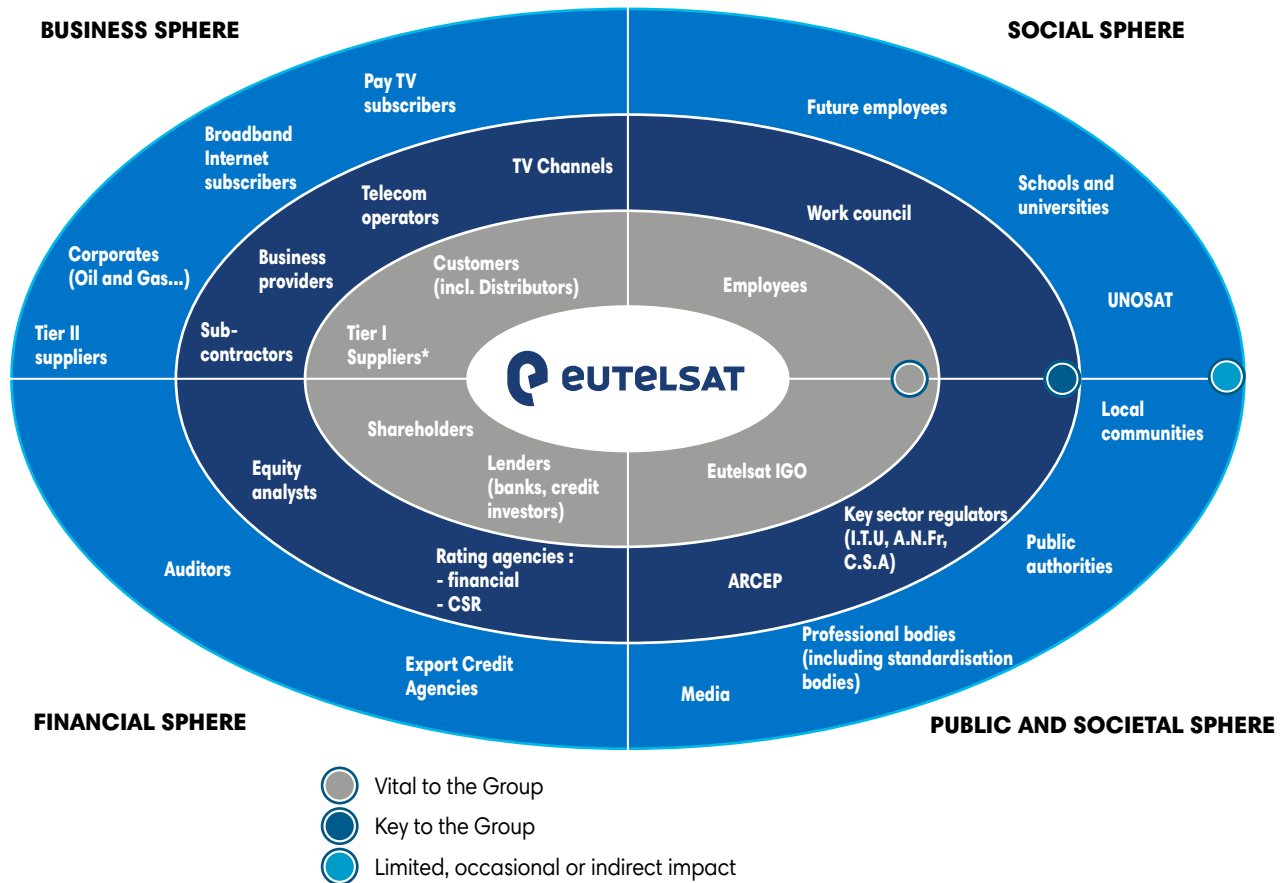 BUSINESS SPHERE
SOCIAL SPHERE
Pay TV
subscribers
Future employees
Broadband
Internet
subscribers
TV Channels
Telecom
operators
Schools and
universities
Work council
Corporates
(Oil and Gas...)
Business
providers
Customers
(incl. Distributors)
Employees
UNOSAT
Tier II
suppliers
Sub-
contractors
Tier I
Suppliers*
eutelsat
Shareholders
Local
communities
Equity
analysts
Lenders
(banks, credit
investors)
Eutelsat IGO
Key sector regulators
(I.T.U, A.N.Fr,
C.S.A)
Public
authorities
Auditors
Rating agencies :
- financial
- CSR
ARCEP
Professional bodies
(including standardisation
bodies)
Export Credit
Agencies
Media
FINANCIAL SPHERE
PUBLIC AND SOCIETAL SPHERE
Vital to the Group
Key to the Group
Limited, occasional or indirect impact